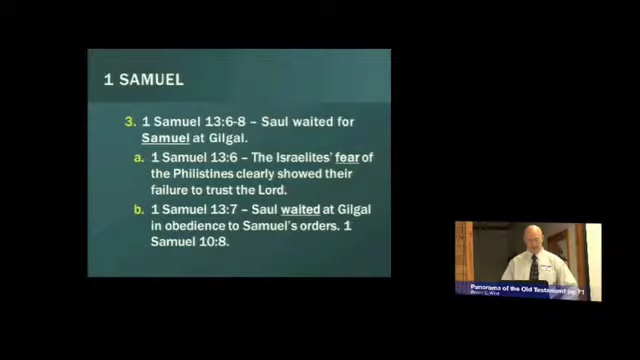 1 SAMUEL
3. 1 Samuel 13:6-8 – Saul waited for
Samuel at Gilgal.
a. 1 Samuel 13:6 – The Israelites' fear of
the Philistines clearly showed their
failure to trust the Lord.
b. 1 Samuel 13:7 – Saul waited at Gilgal
in obedience to Samuel's orders. 1
Samuel 10:8.
Panorama of the Old Testament pg 71